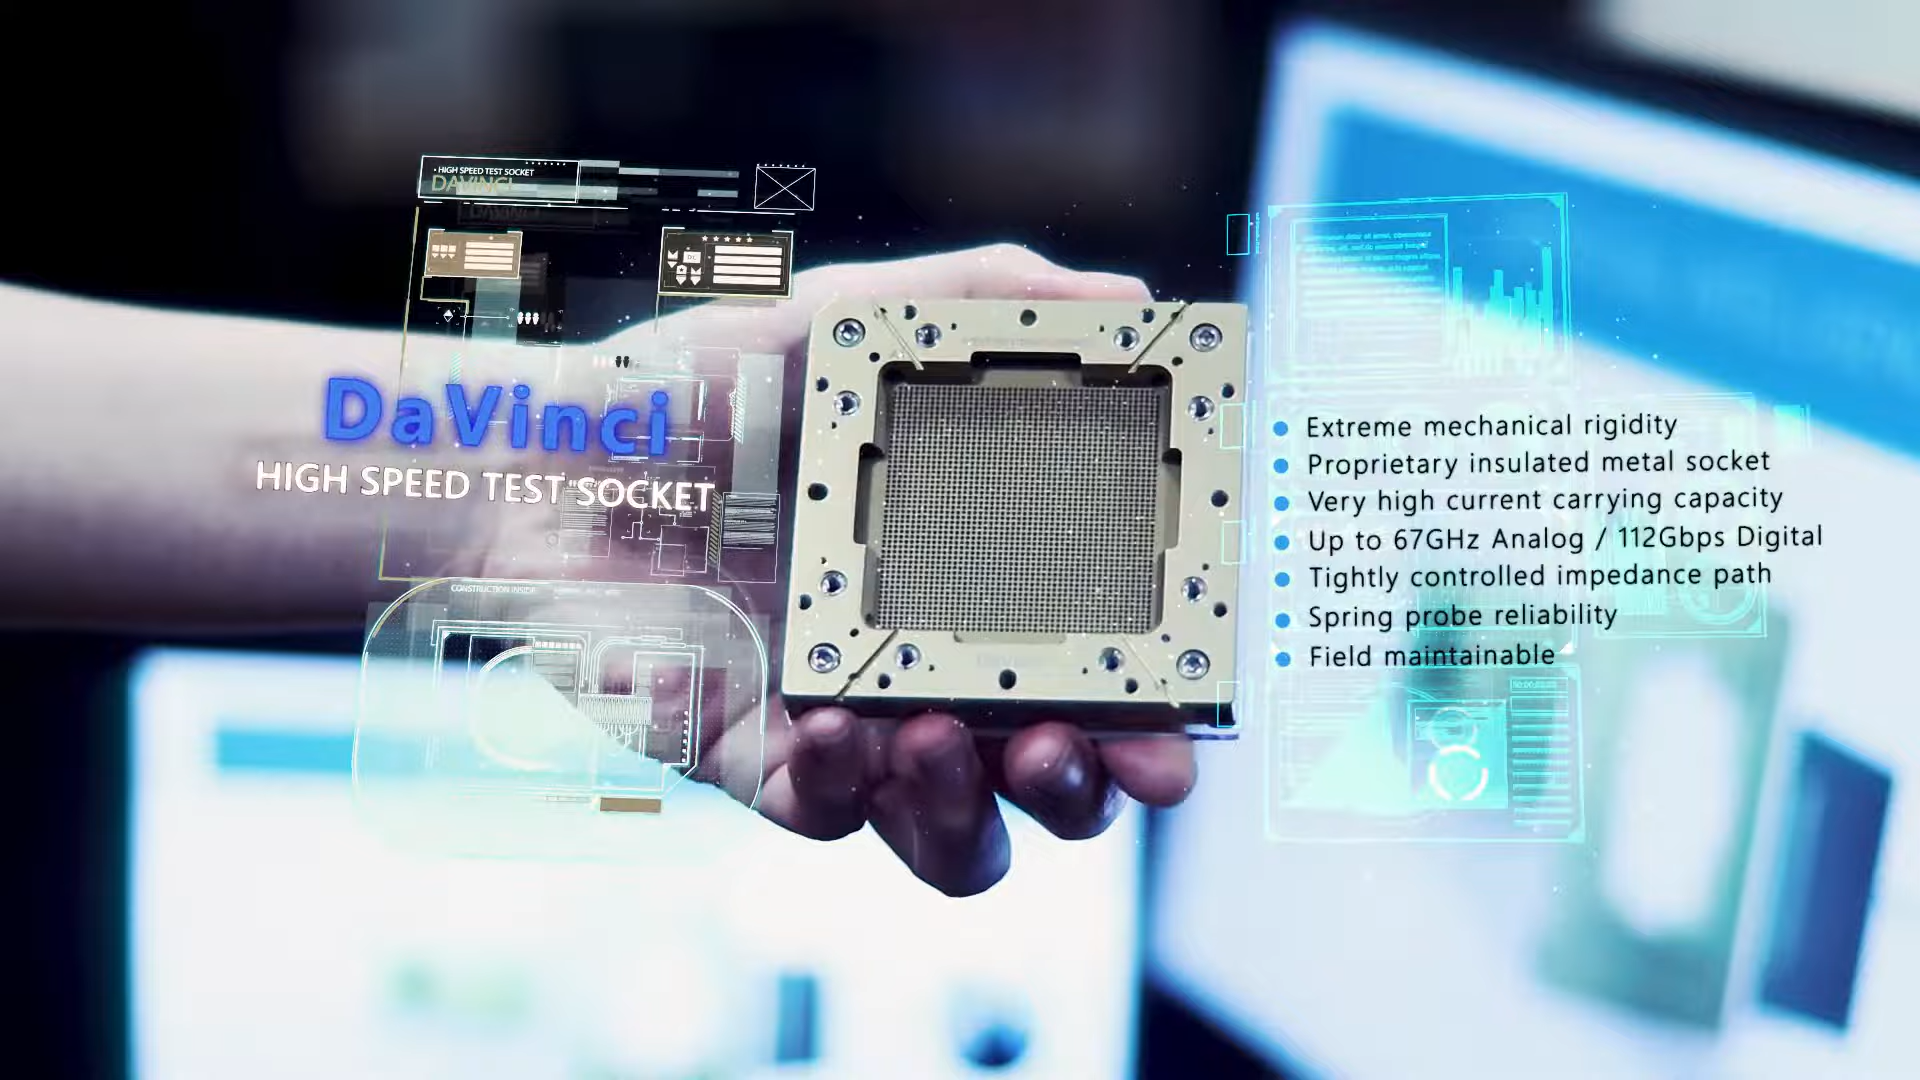 HIGH SPEED TEST SOCKET
DAVINCI
DaVinci
HIGH SPEED TEST SOCKET
CONSTRUCTION INSIDE
Extreme mechanical rigidity
Proprietary insulated metal socket
Very high current carrying capacity
Up to 67GHz Analog / 112Gbps Digital
Tightly controlled impedance path
Spring probe reliability
Field maintainable